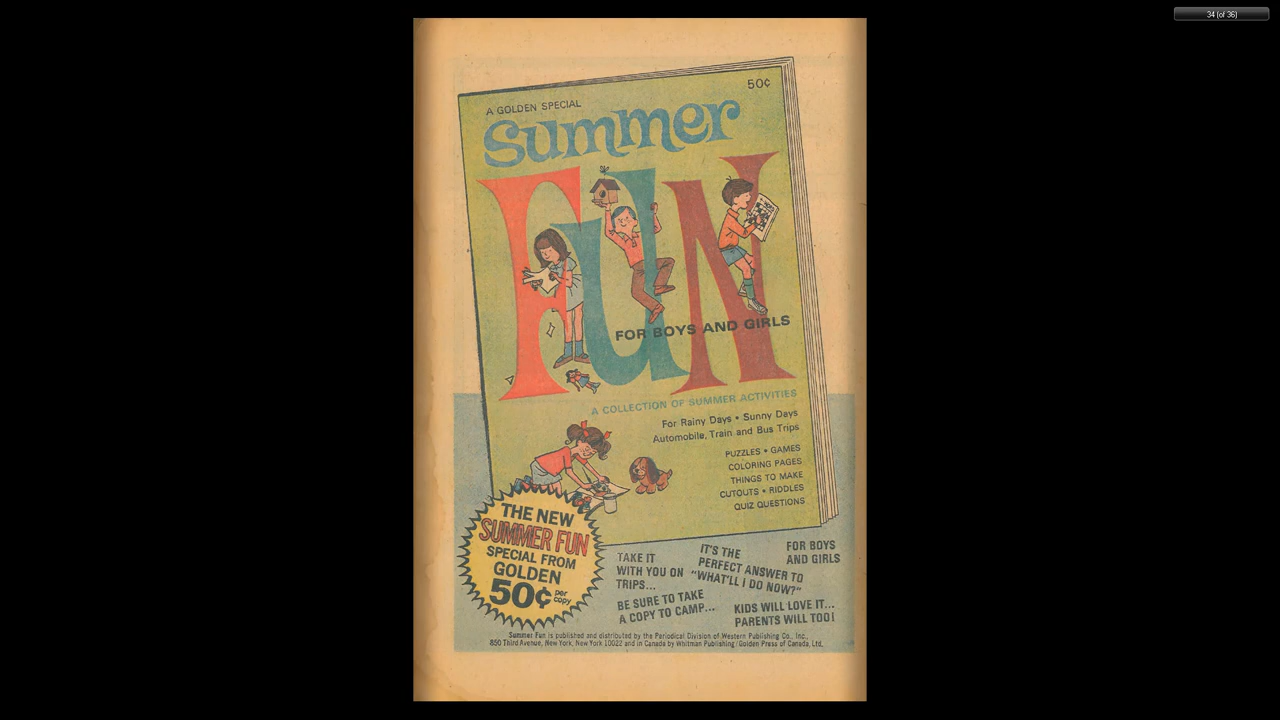 34 (of 36)
A GOLDEN SPECIAL
50¢
Summer
FUN
FOR BOYS AND GIRLS
A COLLECTION OF SUMMER ACTIVITIES
For Rainy Days • Sunny Days
Automobile, Train and Bus Trips
PUZZLES • GAMES
COLORING PAGES
THINGS TO MAKE
CUTOUTS • RIDDLES
QUIZ QUESTIONS
THE NEW
SUMMER FUN
SPECIAL FROM
GOLDEN
50¢ per copy
TAKE IT
WITH YOU ON
TRIPS...
IT'S THE
PERFECT ANSWER TO
"WHAT'LL I DO NOW?"
FOR BOYS
AND GIRLS
BE SURE TO TAKE
A COPY TO CAMP...
KIDS WILL LOVE IT...
PARENTS WILL TOO!
Summer Fun is published and distributed by the Periodical Division of Western Publishing Co., Inc.,
850 Third Avenue, New York, New York 10022 and in Canada by Whitman Publishing/Golden Press of Canada, Ltd.